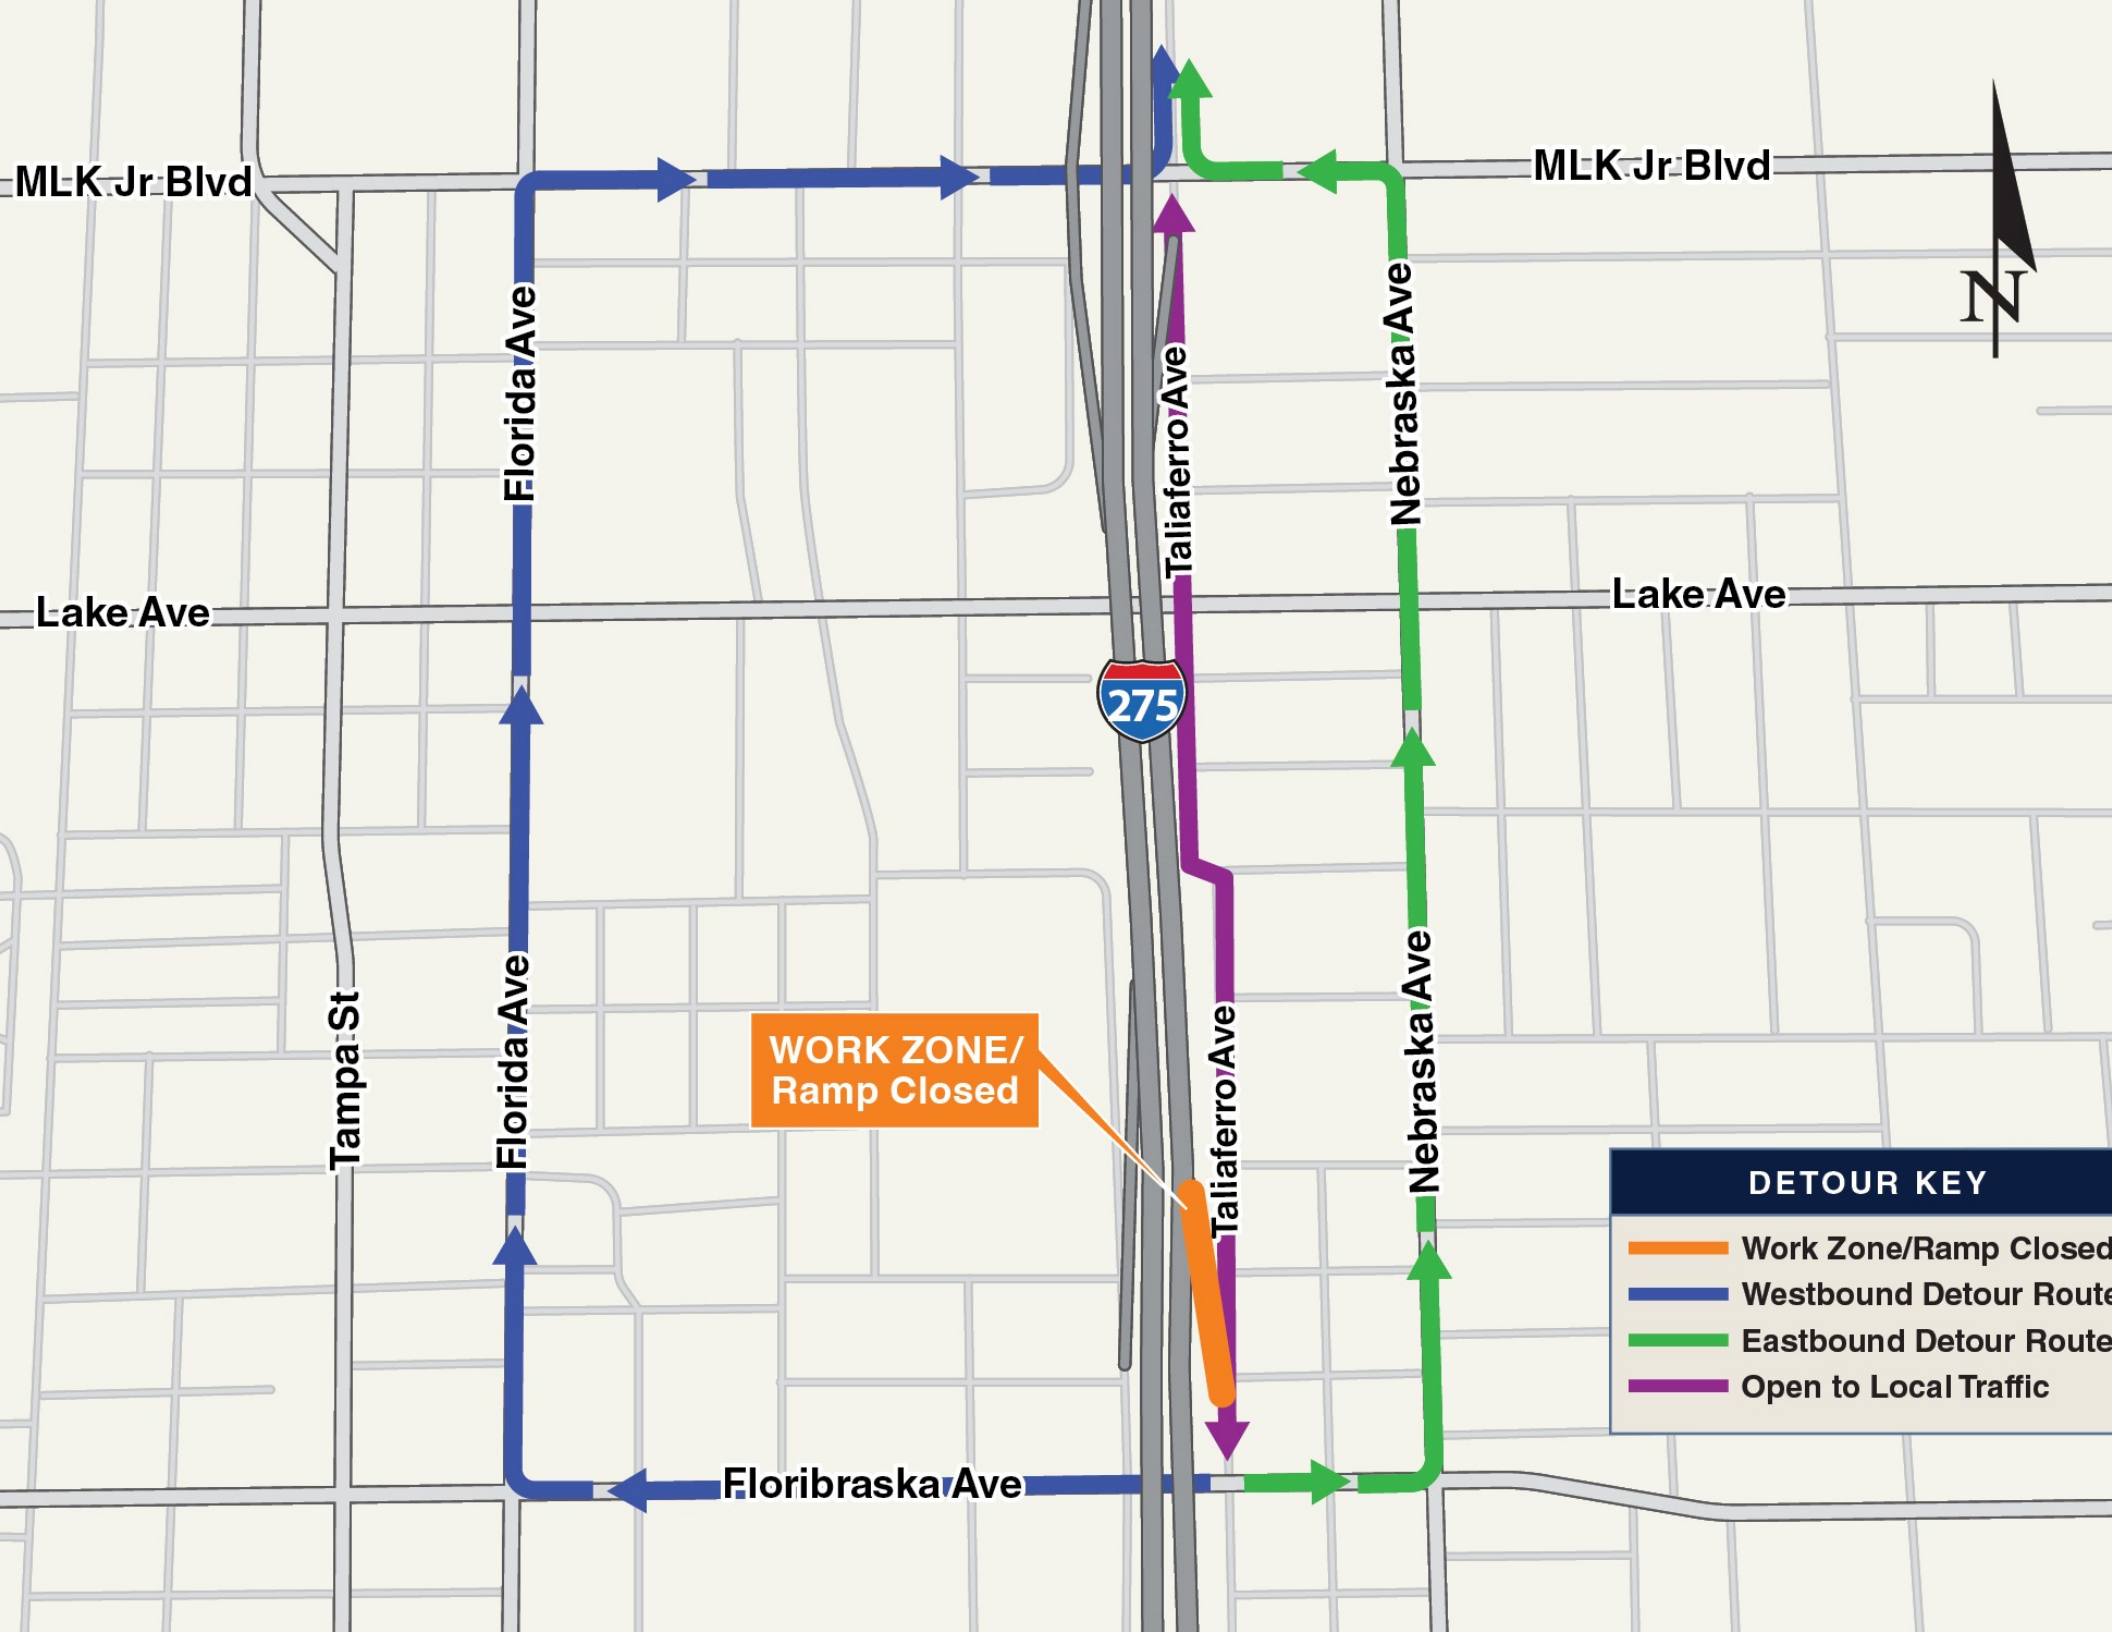 MLK Jr Blvd
MLK Jr Blvd
N
Florida Ave
Taliaferro Ave
Nebraska Ave
Lake Ave
Lake Ave
275
Tampa St
Florida Ave
WORK ZONE/
Ramp Closed
Taliaferro Ave
Nebraska Ave
DETOUR KEY
Work Zone/Ramp Closed
Westbound Detour Route
Eastbound Detour Route
Open to Local Traffic
Floribraska Ave